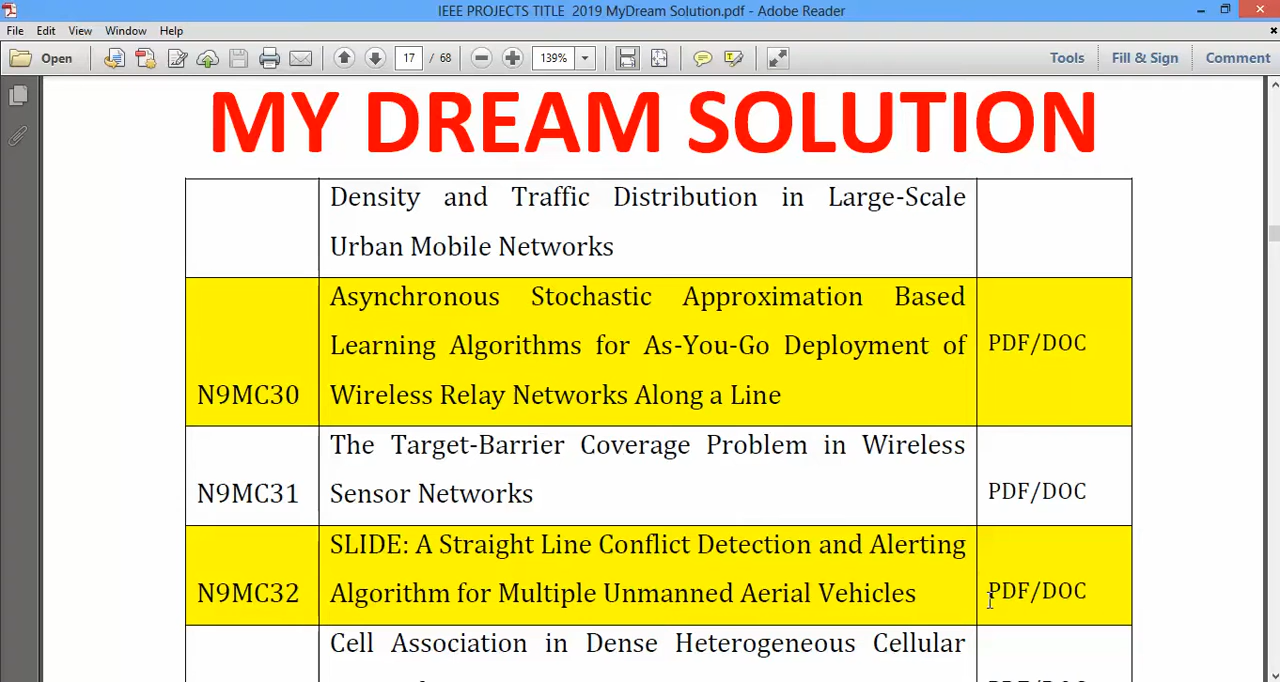 IEEE PROJECTS TITLE 2019 MyDream Solution.pdf - Adobe Reader
File Edit View Window Help
Open 17 / 68 139% Tools Fill & Sign Comment
MY DREAM SOLUTION
Density and Traffic Distribution in Large-Scale
Urban Mobile Networks
Asynchronous Stochastic Approximation Based
Learning Algorithms for As-You-Go Deployment of
PDF/DOC
N9MC30 Wireless Relay Networks Along a Line
The Target-Barrier Coverage Problem in Wireless
N9MC31 Sensor Networks PDF/DOC
SLIDE: A Straight Line Conflict Detection and Alerting
N9MC32 Algorithm for Multiple Unmanned Aerial Vehicles PDF/DOC
Cell Association in Dense Heterogeneous Cellular